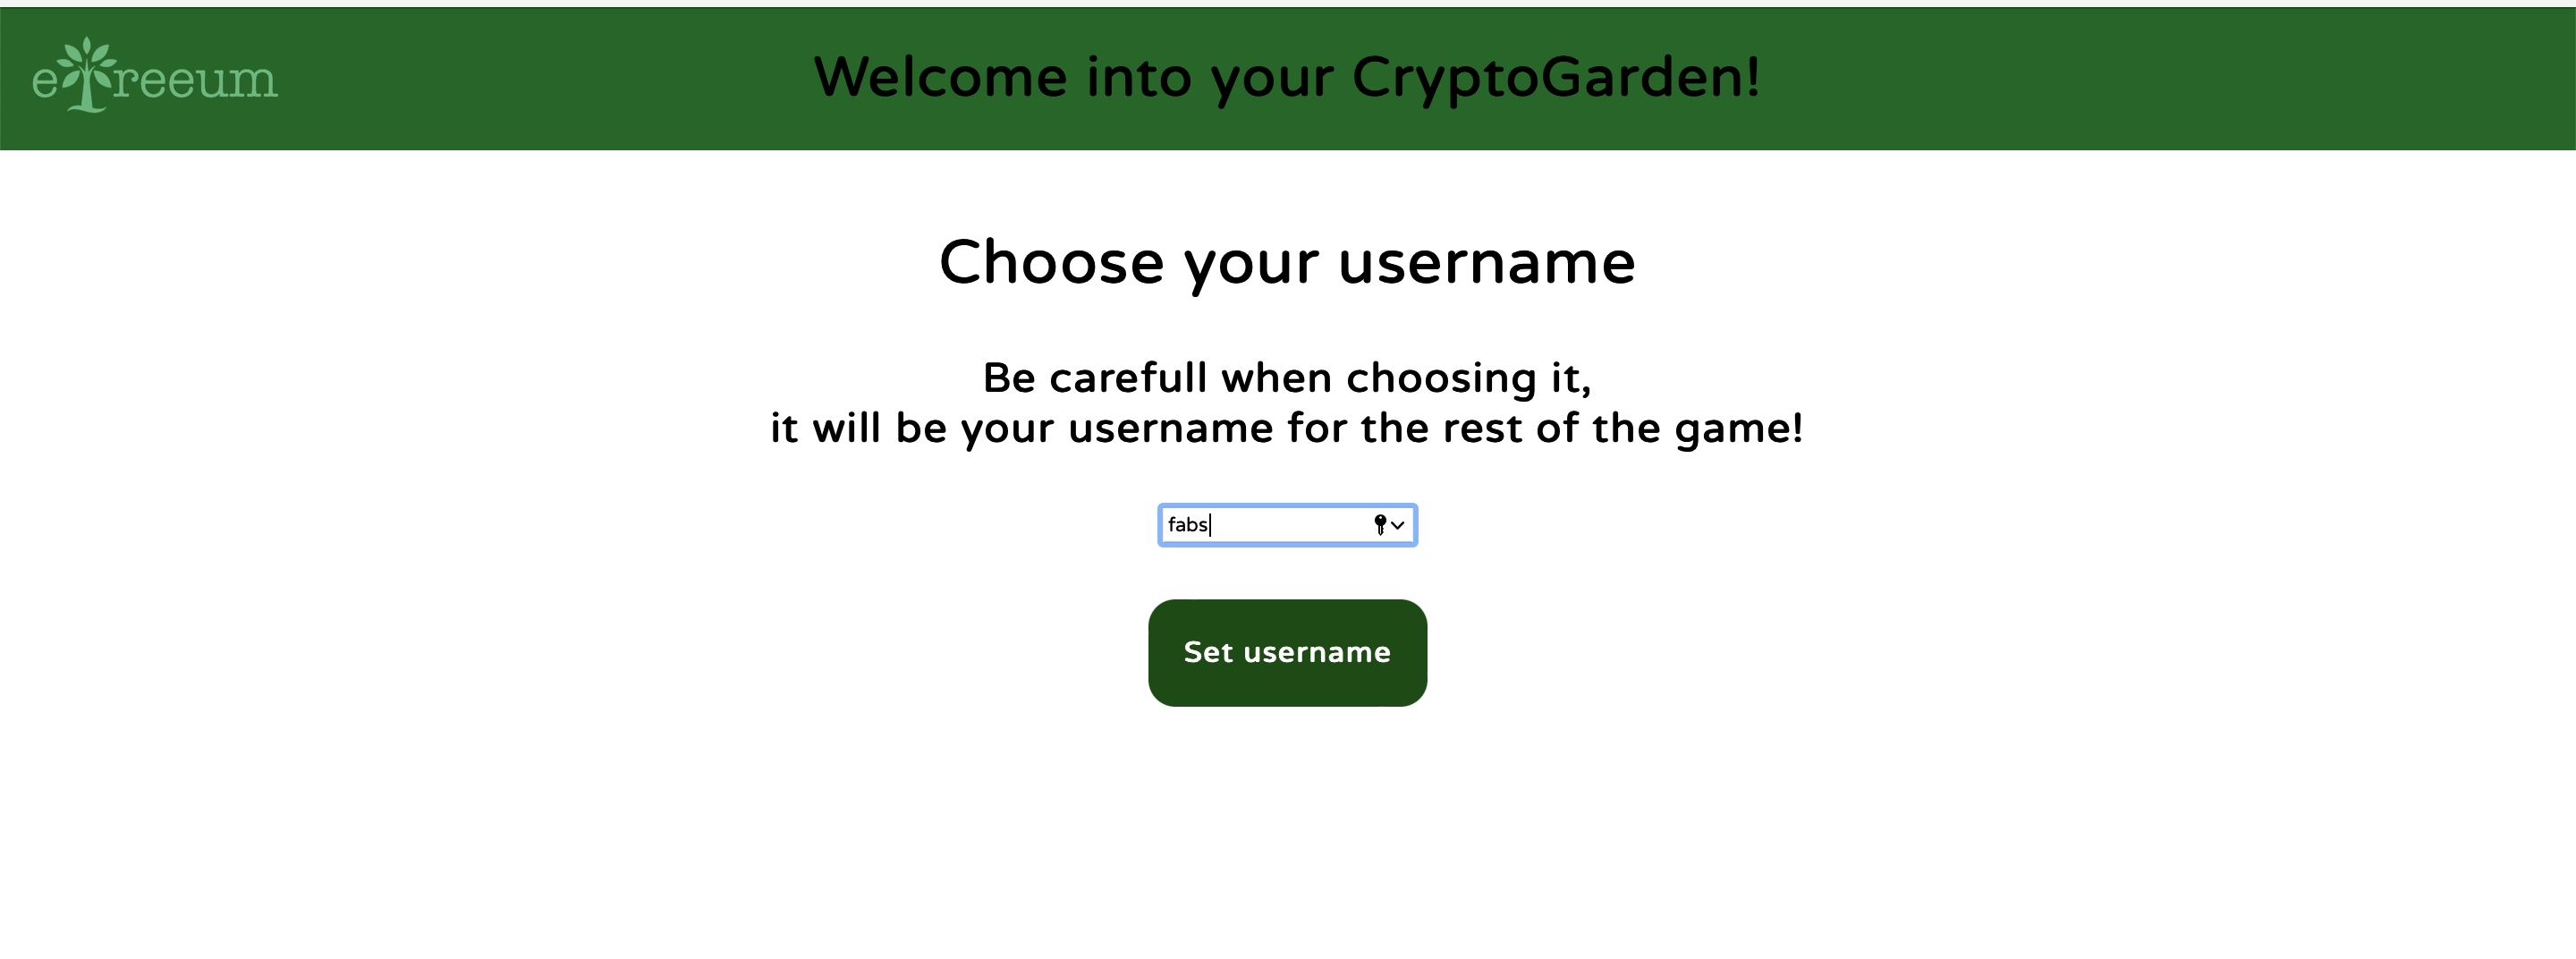 etreeum
Welcome into your CryptoGarden!
Choose your username
Be carefull when choosing it,
it will be your username for the rest of the game!
fabs
Set username